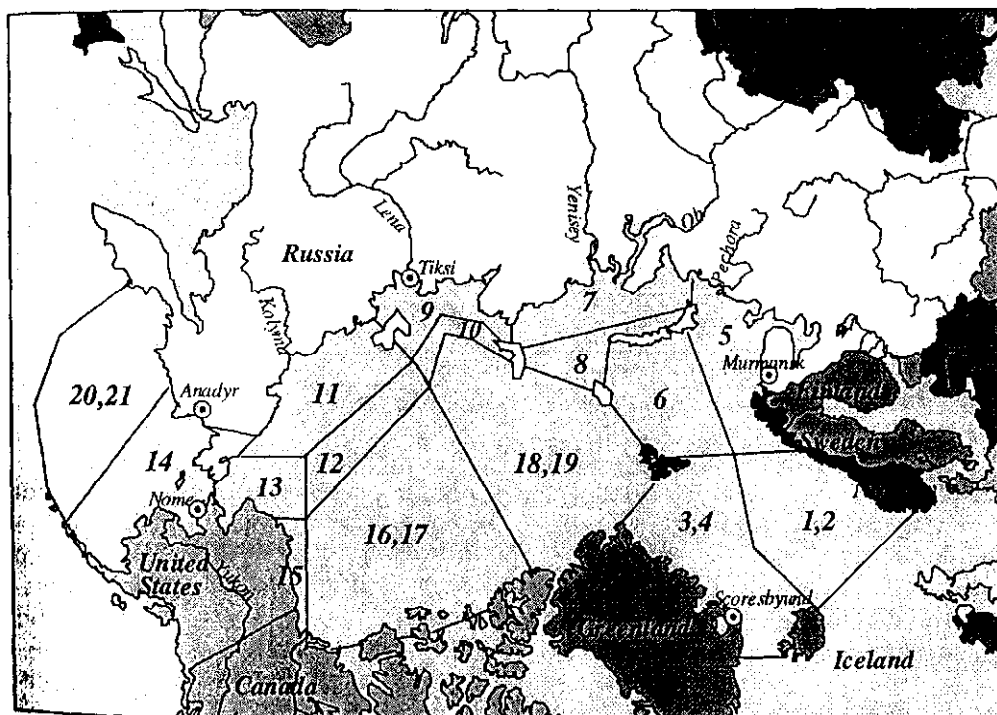 Yenisey
Ob
Pechora
Lena
Russia
Tiksi
7
9
10
5
Kolyma
8
Murmansk
20,21
Anadyr
11
6
Finland
Sweden
14
12
18,19
13
Nome
3,4
1,2
16,17
United
States
Yukon
15
Scoresbysund
Greenland
Iceland
Canada